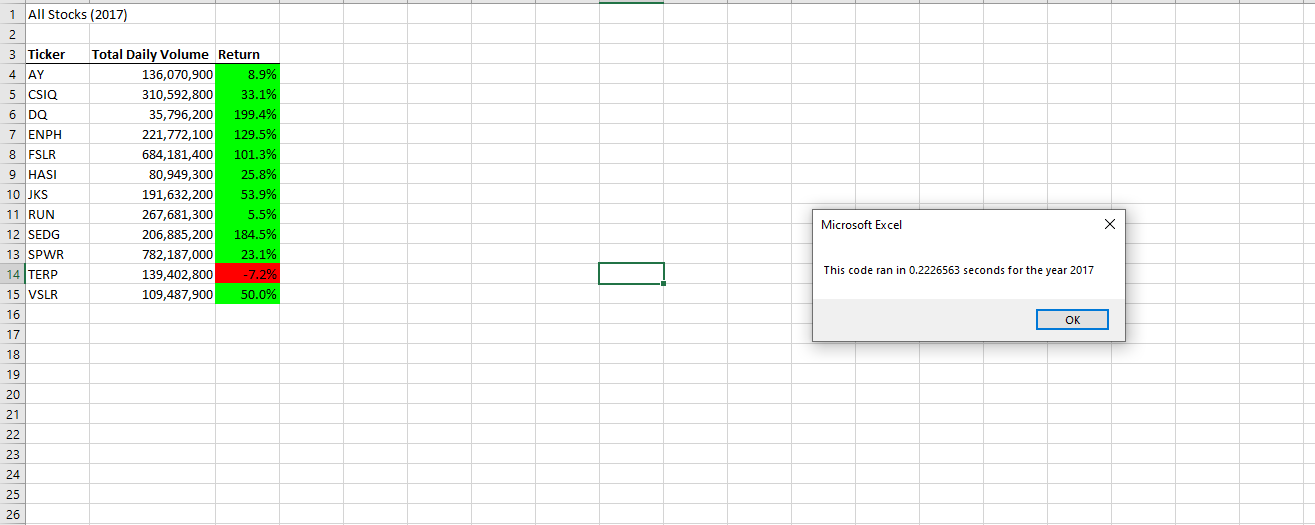 1 All Stocks (2017)
2
3 Ticker Total Daily Volume Return
4 AY 136,070,900 8.9%
5 CSIQ 310,592,800 33.1%
6 DQ 35,796,200 199.4%
7 ENPH 221,772,100 129.5%
8 FSLR 684,181,400 101.3%
9 HASI 80,949,300 25.8%
10 JKS 191,632,200 53.9%
11 RUN 267,681,300 5.5%
12 SEDG 206,885,200 184.5%
13 SPWR 782,187,000 23.1%
14 TERP 139,402,800 -7.2%
15 VSLR 109,487,900 50.0%
16
17
18
19
20
21
22
23
24
25
26
Microsoft Excel
This code ran in 0.2226563 seconds for the year 2017
OK